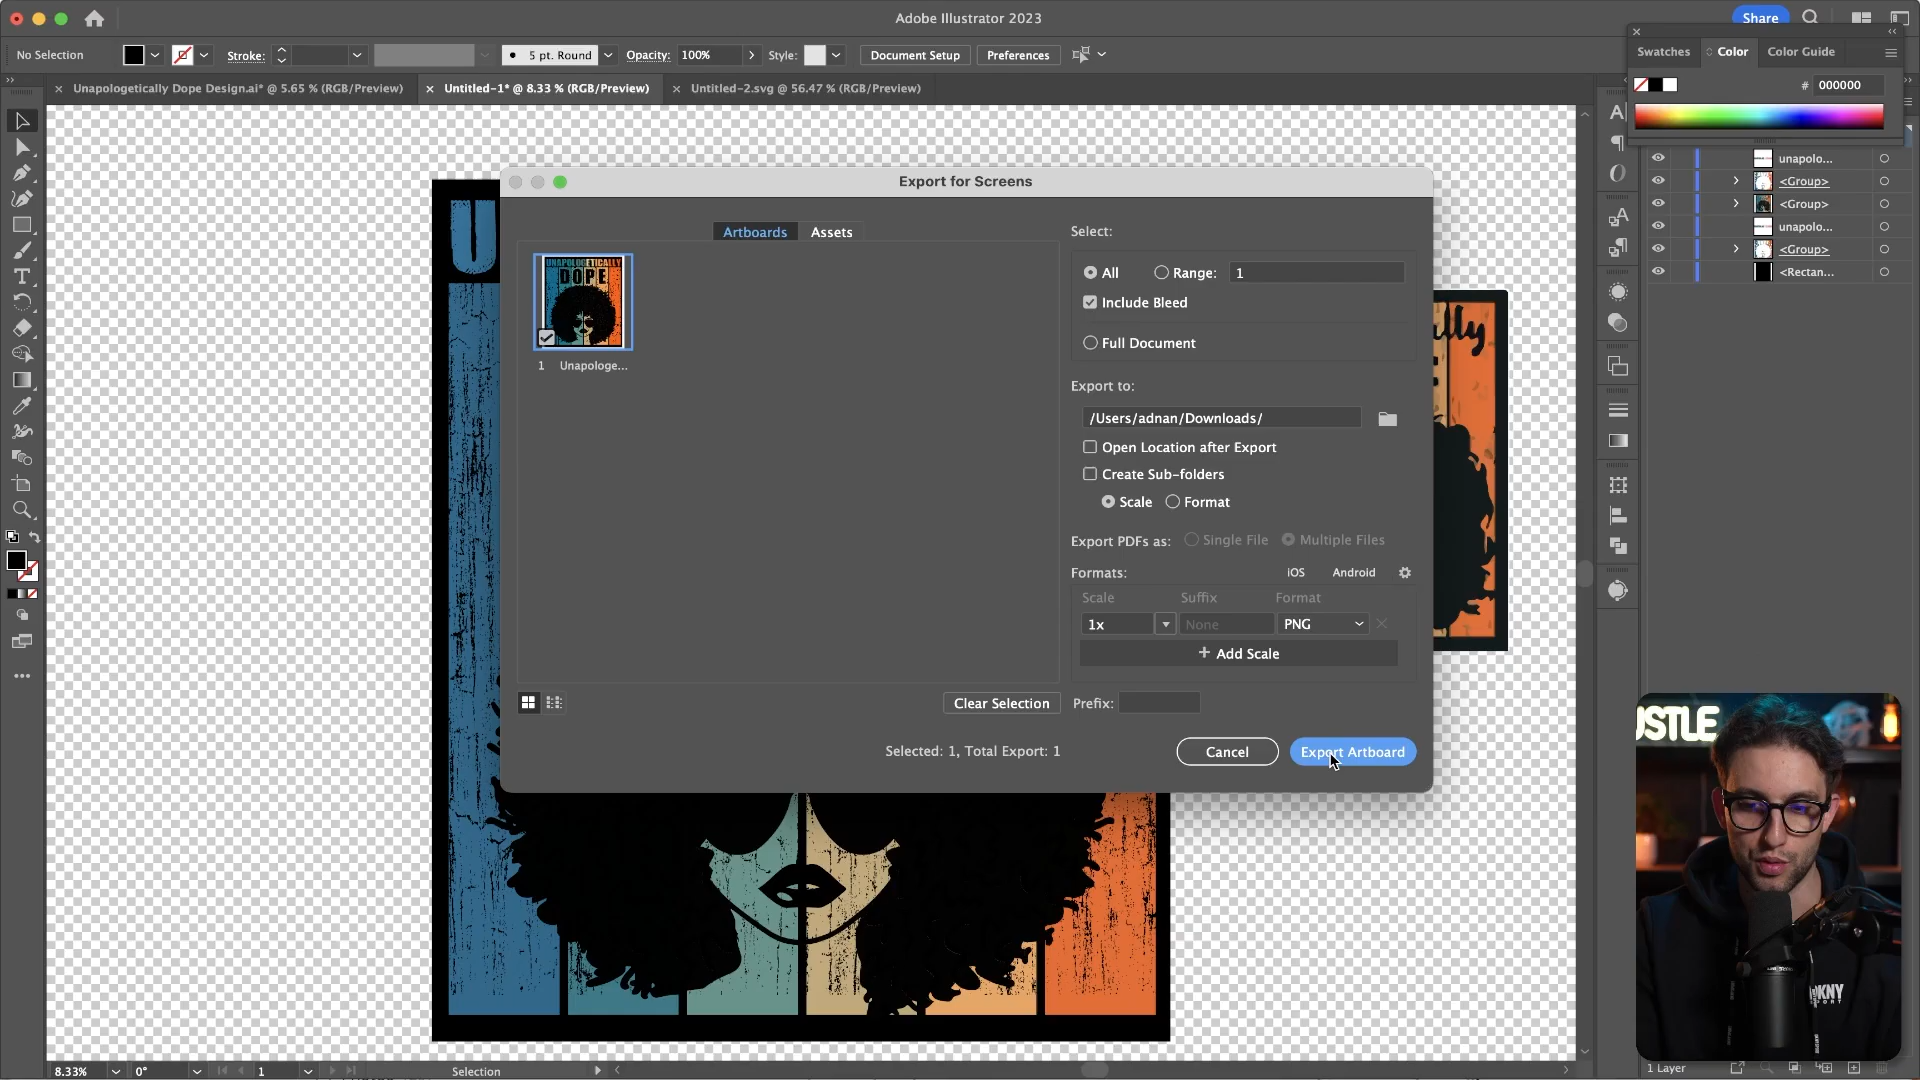 Adobe Illustrator 2023
Share
No Selection
Stroke:
5 pt. Round
Opacity:
100%
Style:
Document Setup
Preferences
Swatches
Color
Color Guide
# 000000
Unapologetically Dope Design.ai* @ 5.65 % (RGB/Preview)
Untitled-1* @ 8.33 % (RGB/Preview)
Untitled-2.svg @ 56.47 % (RGB/Preview)
unapolo...
<Group>
<Group>
unapolo...
<Group>
<Rectan...
U
lly
Export for Screens
Artboards
Assets
UNAPOLOGETICALLY
DOPE
1 Unapologe...
Select:
All
Range:
1
Include Bleed
Full Document
Export to:
/Users/adnan/Downloads/
Open Location after Export
Create Sub-folders
Scale
Format
Export PDFs as:
Single File
Multiple Files
Formats:
iOS
Android
Scale
Suffix
Format
1x
None
PNG
+ Add Scale
Clear Selection
Prefix:
Selected: 1, Total Export: 1
Cancel
Export Artboard
USTLE
DKNY
SPORT
8.33%
0°
1
Selection
1 Layer